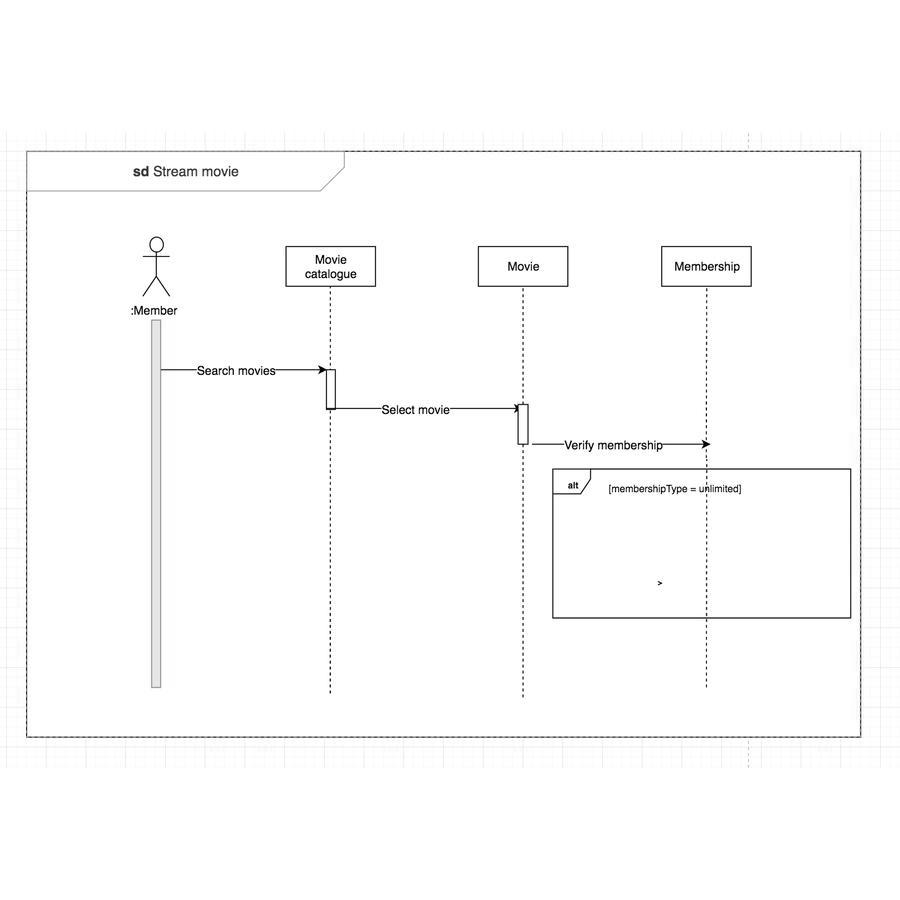 sd Stream movie
Movie
catalogue
Movie
Membership
:Member
Search movies
Select movie
Verify membership
alt
[membershipType = unlimited]
>